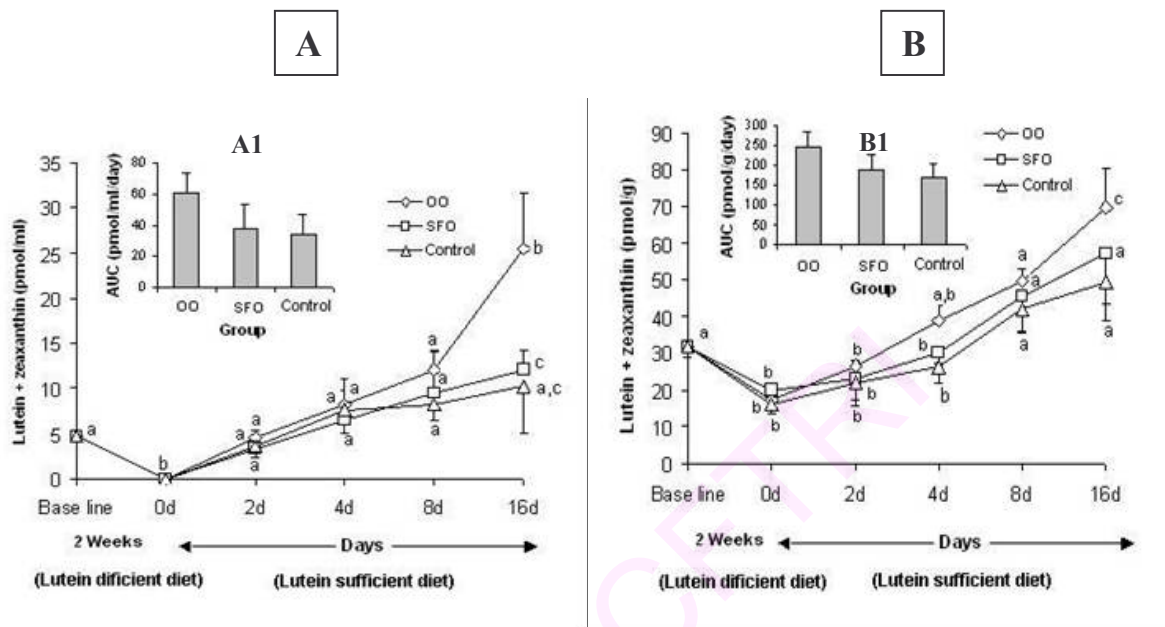 A
B
A1
AUC (pmol/ml/day)
80
60
40
20
0
OO SFO Control
Group
Lutein + zeaxanthin (pmol/ml)
35
30
25
20
15
10
5
0
OO
SFO
Control
a
b
a
a
a
a
a
a
a
a
a
b
c
a,c
Base line 0d 2d 4d 8d 16d
2 Weeks Days
(Lutein dificient diet) (Lutein sufficient diet)
B1
AUC (pmol/g/day)
300
250
200
150
100
50
0
OO SFO Control
Group
Lutein + zeaxanthin (pmol/g)
90
80
70
60
50
40
30
20
10
0
OO
SFO
Control
a
b
b
b
b
b
b
a,b
b
b
a
a
a
c
a
a
Base line 0d 2d 4d 8d 16d
2 Weeks Days
(Lutein dificient diet) (Lutein sufficient diet)
CFTRI